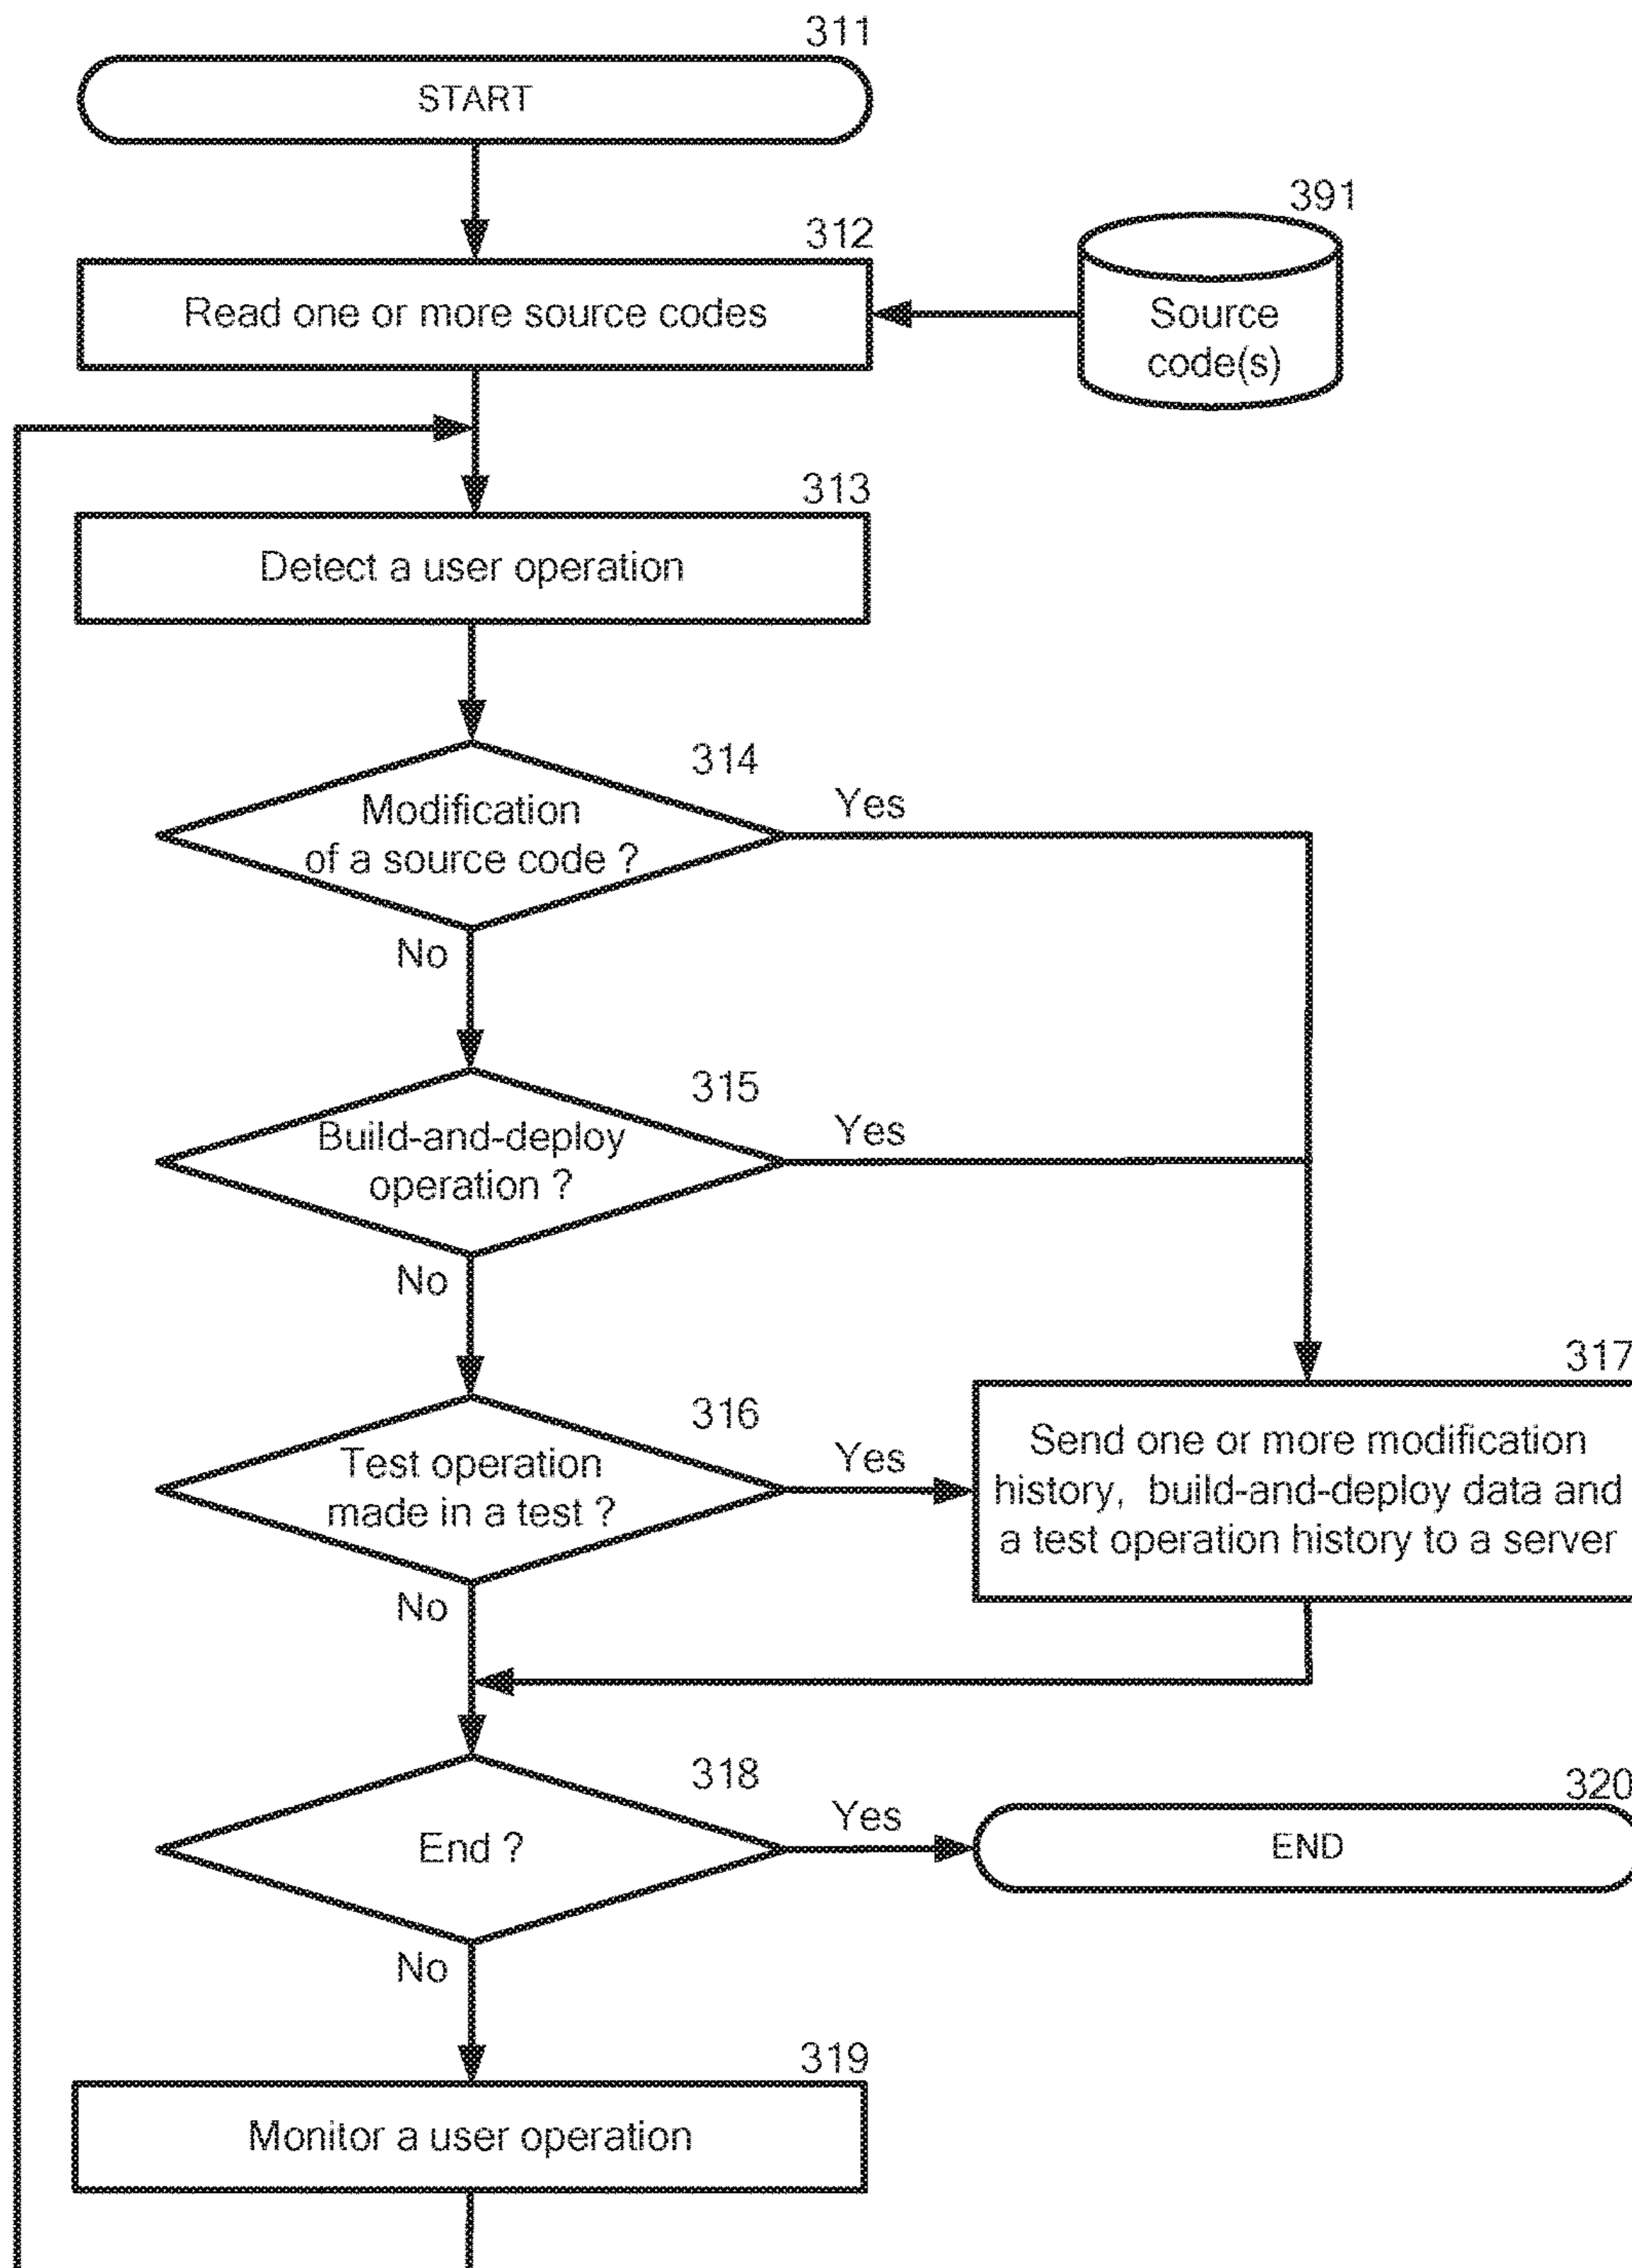 311
START
391
312
Read one or more source codes
Source
code(s)
313
Detect a user operation
314
Modification
of a source code ?
Yes
No
315
Build-and-deploy
operation ?
Yes
No
316
Test operation
made in a test ?
Yes
No
317
Send one or more modification
history, build-and-deploy data and
a test operation history to a server
318
End ?
Yes
No
320
END
319
Monitor a user operation